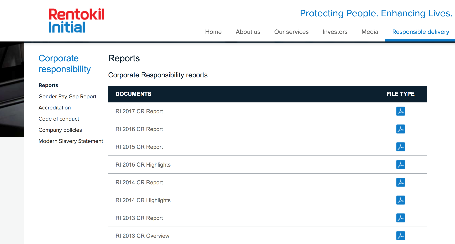 Rentokil
Initial
Protecting People. Enhancing Lives.
Home About us Our services Investors Media Responsible delivery
Corporate
responsibility
Reports
Gender Pay Gap Report
Accreditation
Code of conduct
Company policies
Modern Slavery Statement
Reports
Corporate Responsibility reports
DOCUMENTS FILE TYPE
RI 2017 CR Report
RI 2016 CR Report
RI 2015 CR Report
RI 2015 CR Highlights
RI 2014 CR Report
RI 2014 CR Highlights
RI 2013 CR Report
RI 2013 CR Overview